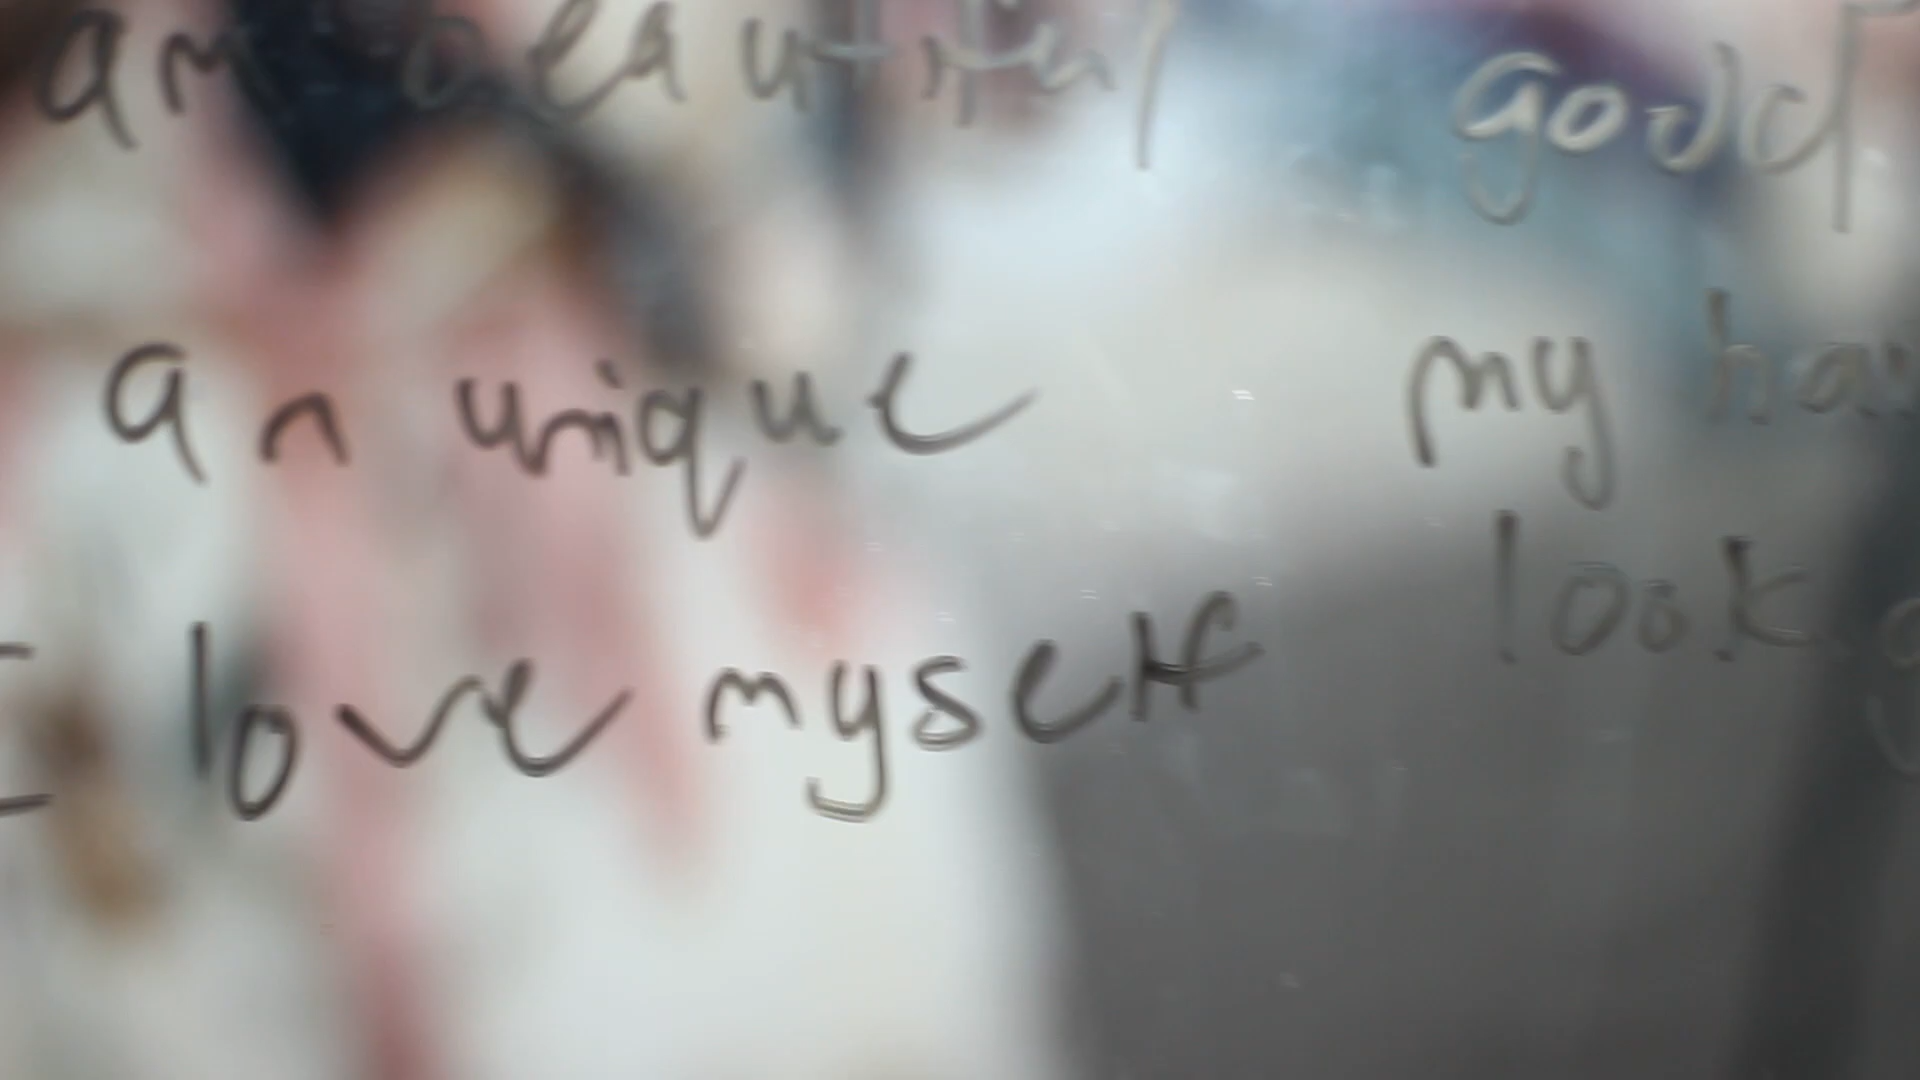 am beautiful
an unique
I love myself
good
my
look